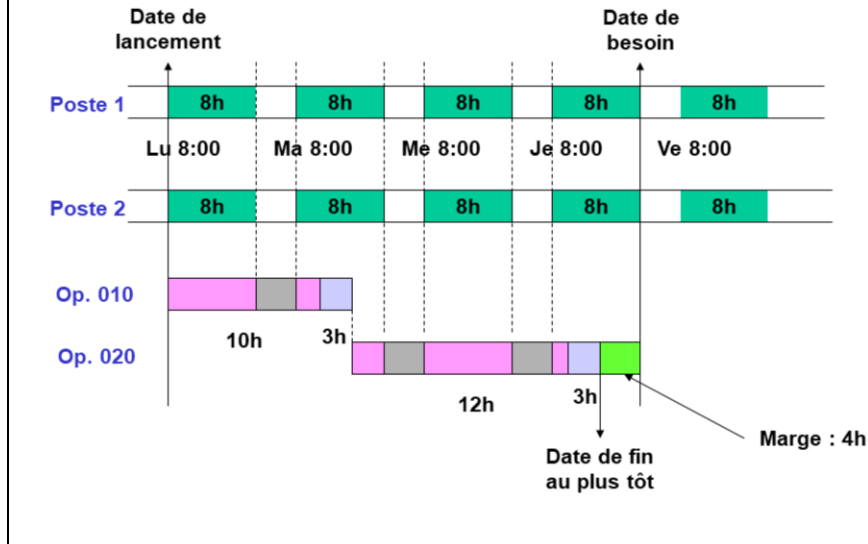 Date de
lancement
Date de
besoin
Poste 1
8h
8h
8h
8h
8h
Lu 8:00
Ma 8:00
Me 8:00
Je 8:00
Ve 8:00
Poste 2
8h
8h
8h
8h
8h
Op. 010
10h
3h
Op. 020
12h
3h
Marge : 4h
Date de fin
au plus tôt